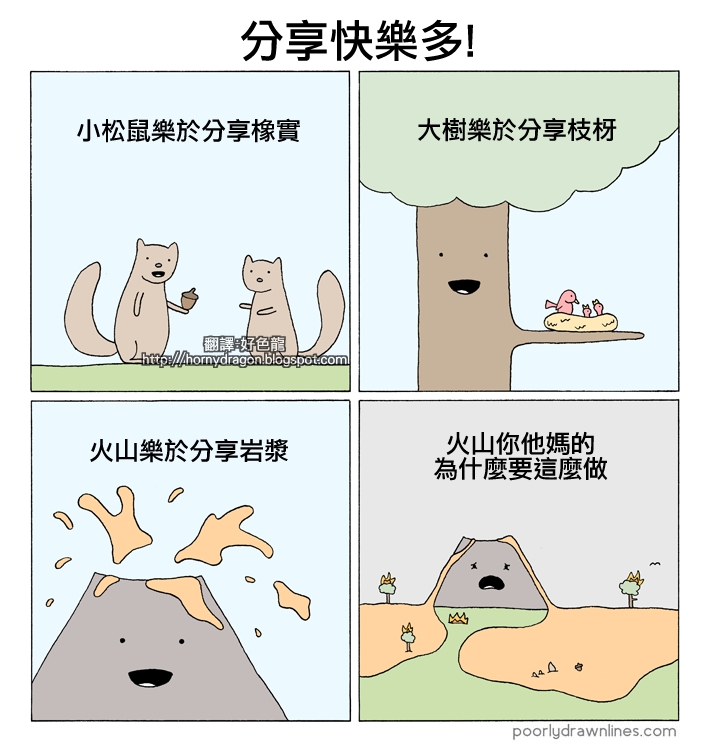 分享快樂多!
小松鼠樂於分享橡實
大樹樂於分享枝枒
翻譯:好色龍
http://hornydragon.blogspot.com
火山樂於分享岩漿
火山你他媽的
為什麼要這麼做
poorlydrawnlines.com